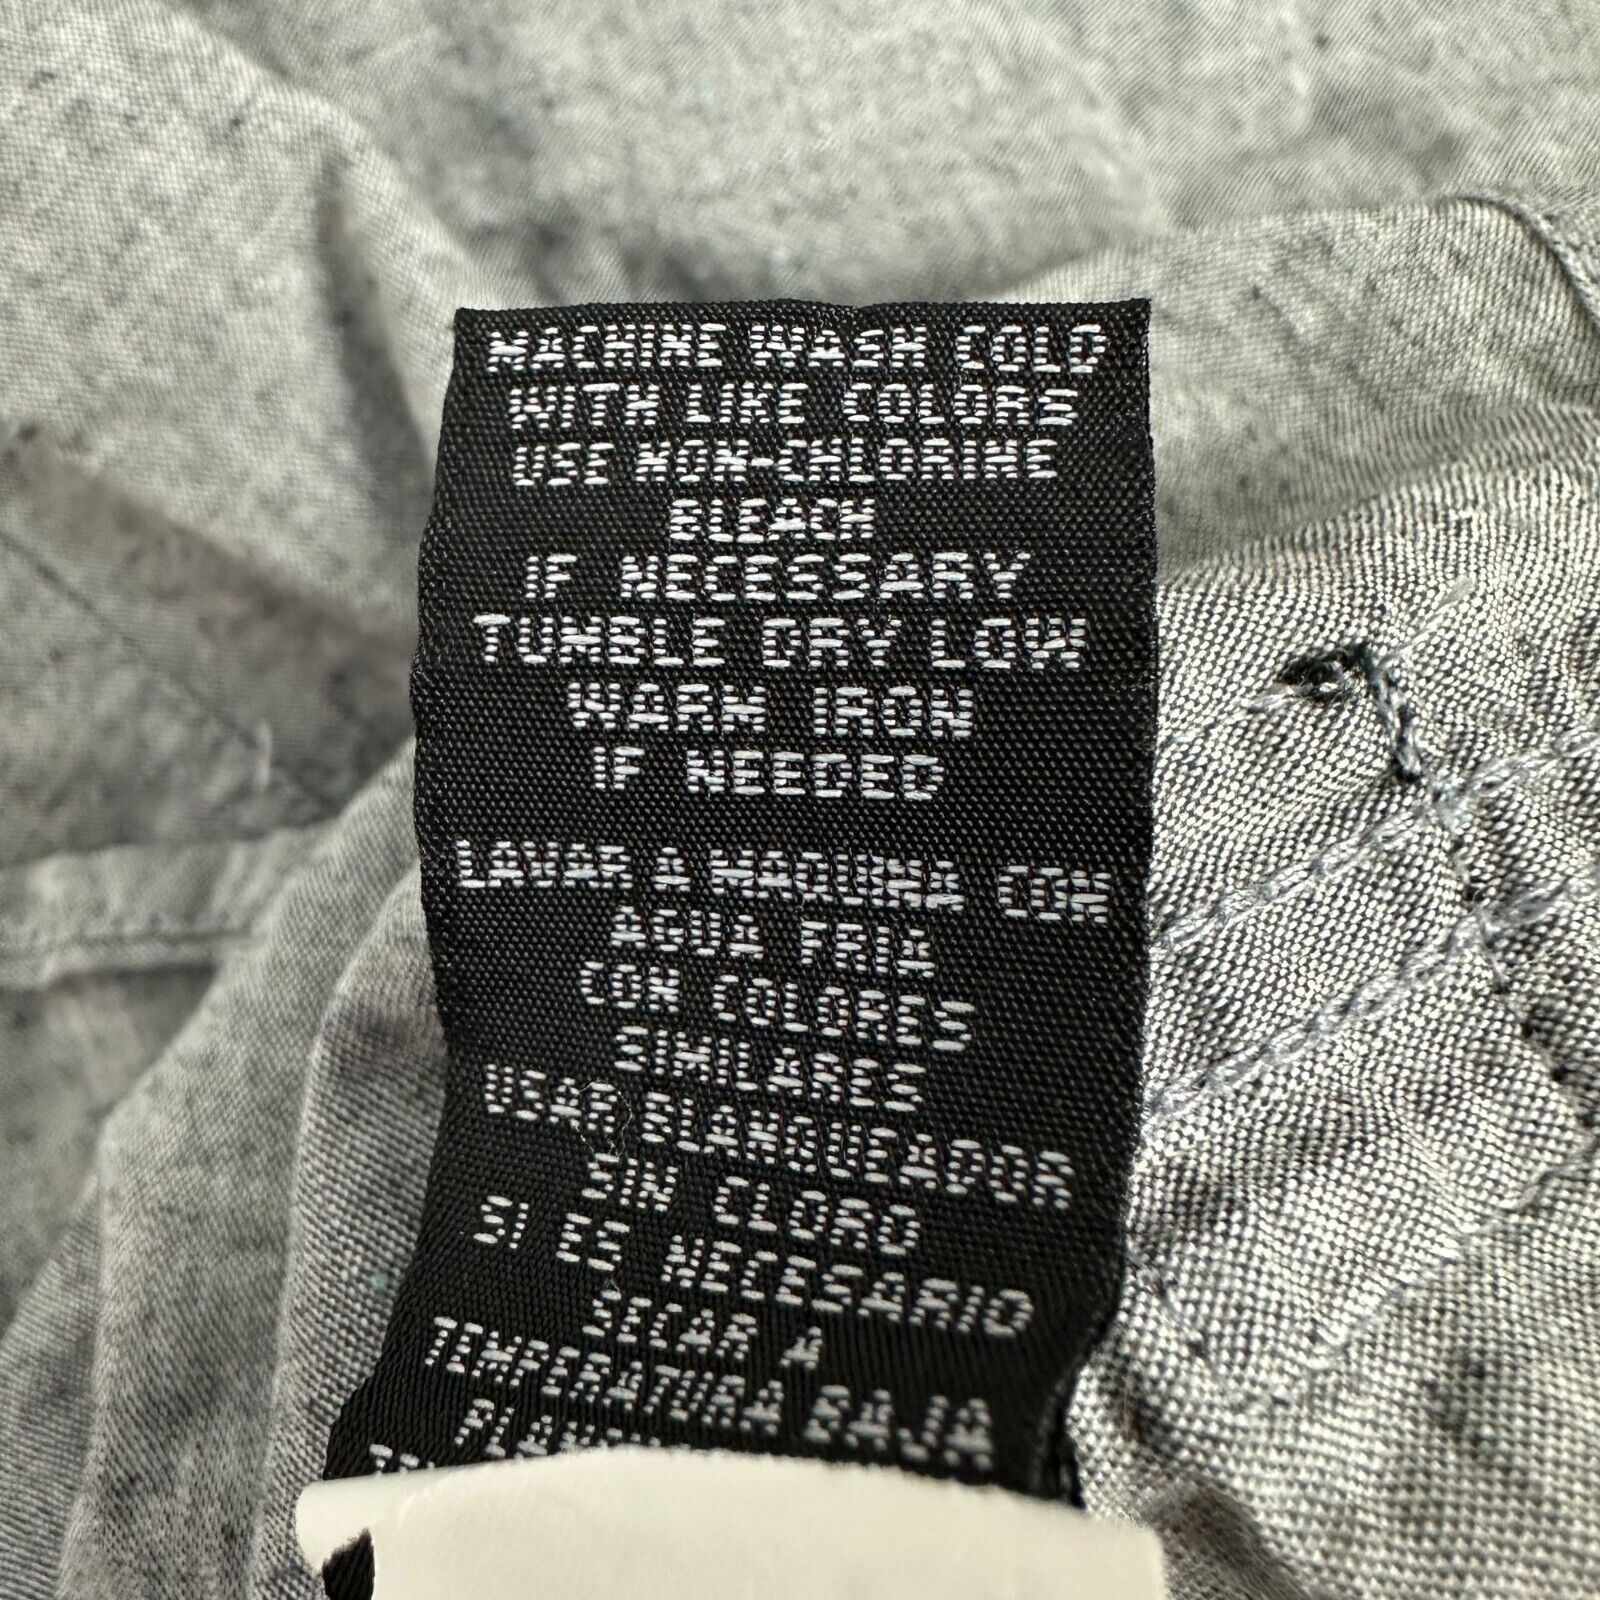 MACHINE WASH COLD
WITH LIKE COLORS
USE NON-CHLORINE
BLEACH
IF NECESSARY
TUMBLE DRY LOW
WARM IRON
IF NEEDED
LAVAR A MAQUINA CON
AGUA FRIA
CON COLORES
SIMILARES
USAR BLANQUEADOR
SIN CLORO
SI ES NECESARIO
SECAR A
TEMPERATURA BAJA